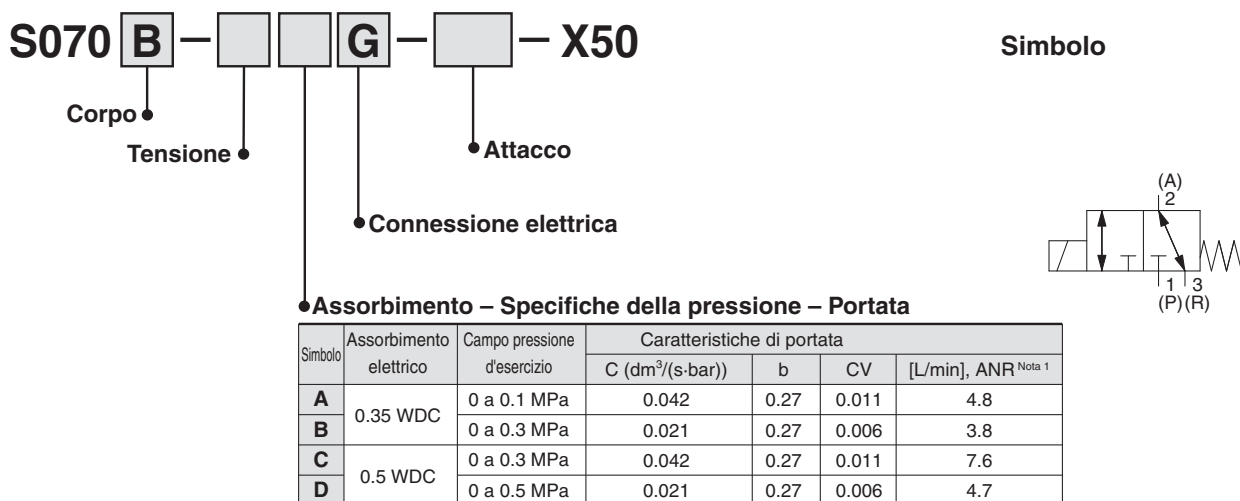 S070 B – G – – X50
Simbolo
Corpo
Tensione
Attacco
Connessione elettrica
(A)
2
1 3
(P) (R)
Assorbimento – Specifiche della pressione – Portata
Simbolo Assorbimento elettrico Campo pressione d'esercizio Caratteristiche di portata
C (dm³/(s·bar)) b CV [L/min], ANR Nota 1
A 0.35 WDC 0 a 0.1 MPa 0.042 0.27 0.011 4.8
B 0 a 0.3 MPa 0.021 0.27 0.006 3.8
C 0.5 WDC 0 a 0.3 MPa 0.042 0.27 0.011 7.6
D 0 a 0.5 MPa 0.021 0.27 0.006 4.7